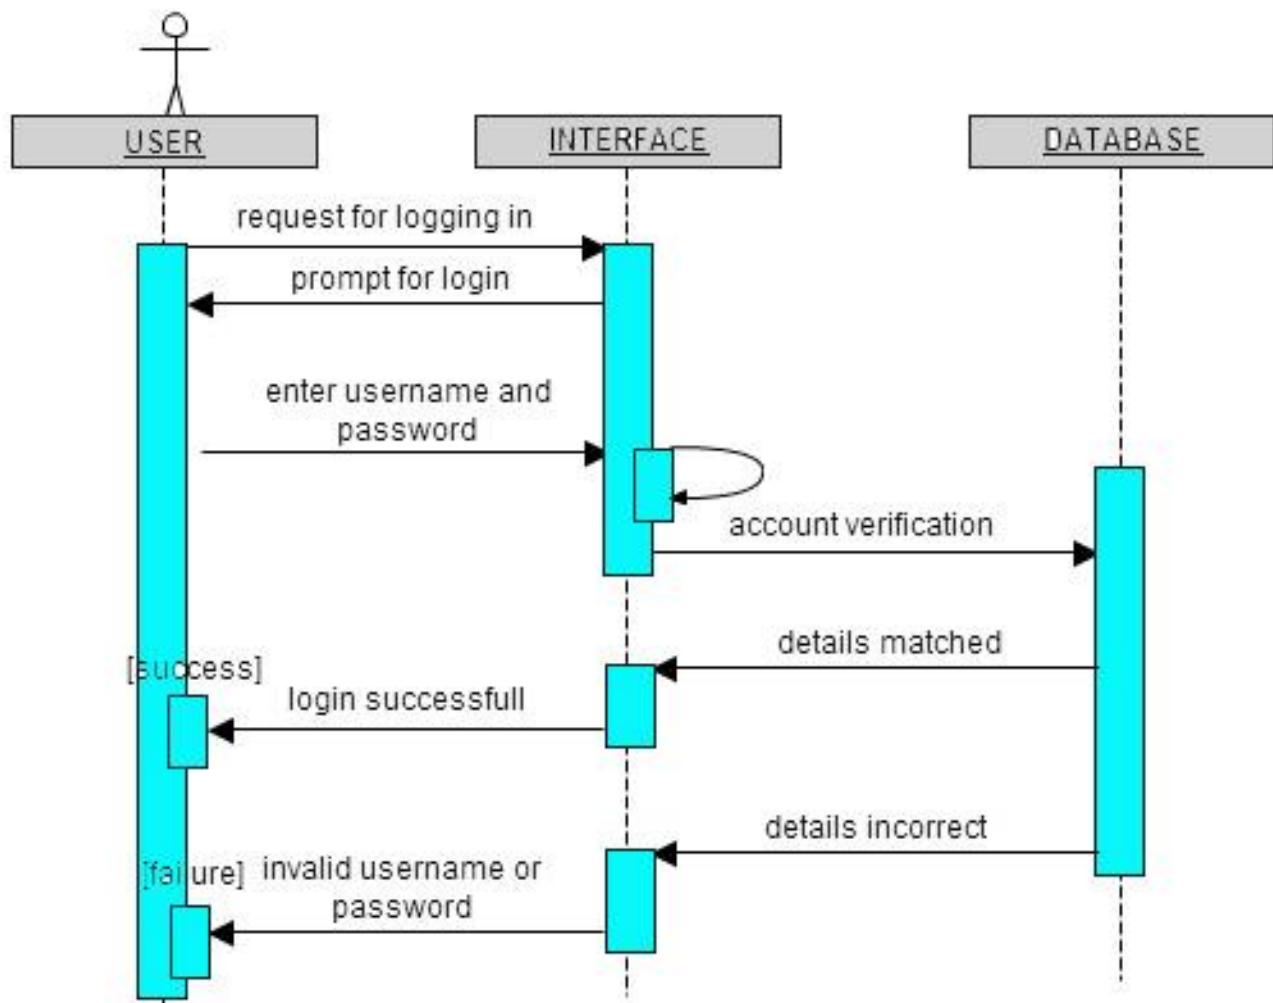 USER
INTERFACE
DATABASE
request for logging in
prompt for login
enter username and
password
account verification
details matched
[success]
login successfull
details incorrect
[failure]
invalid username or
password